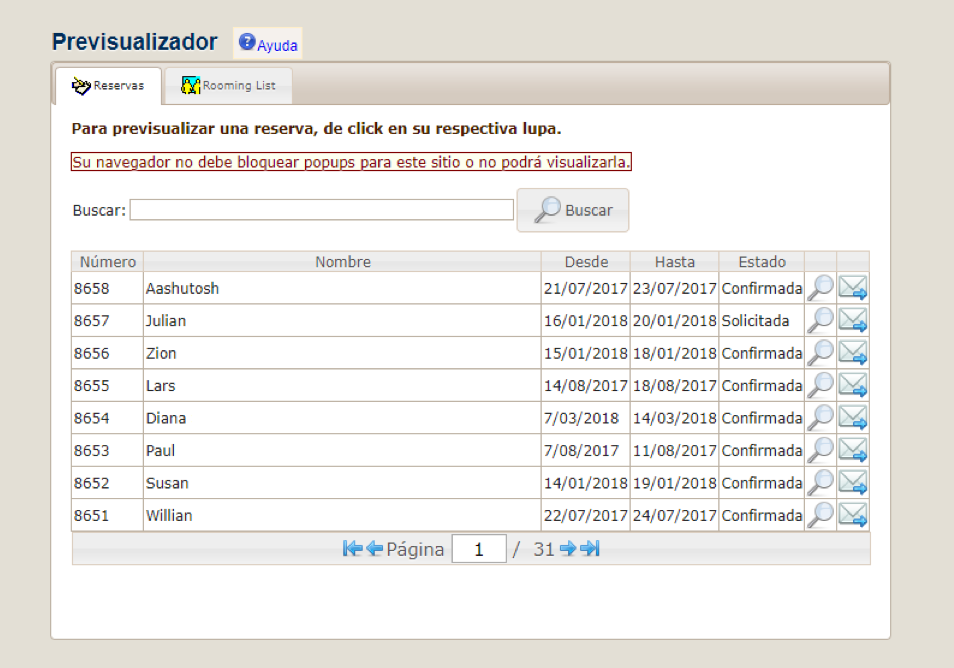 Previsualizador Ayuda
Reservas Rooming List
Para previsualizar una reserva, de click en su respectiva lupa.
Su navegador no debe bloquear popups para este sitio o no podrá visualizarla.
Buscar: Buscar
Número Nombre Desde Hasta Estado
8658 Aashutosh 21/07/2017 23/07/2017 Confirmada
8657 Julian 16/01/2018 20/01/2018 Solicitada
8656 Zion 15/01/2018 18/01/2018 Confirmada
8655 Lars 14/08/2017 18/08/2017 Confirmada
8654 Diana 7/03/2018 14/03/2018 Confirmada
8653 Paul 7/08/2017 11/08/2017 Confirmada
8652 Susan 14/01/2018 19/01/2018 Confirmada
8651 Willian 22/07/2017 24/07/2017 Confirmada
Página 1 / 31